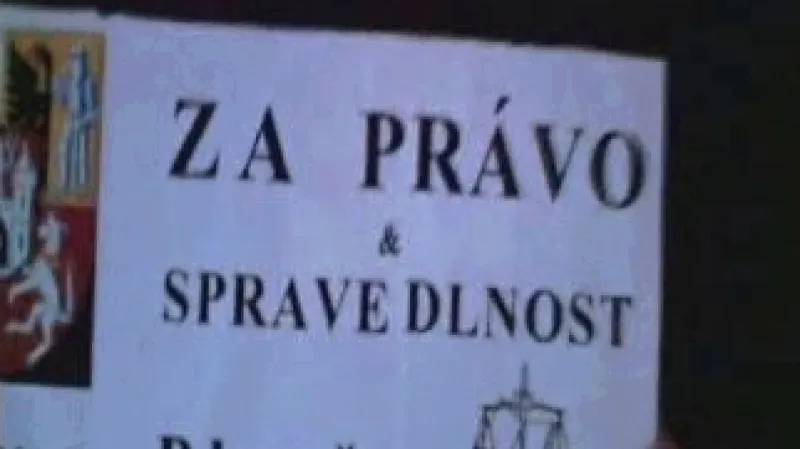 ZA PRÁVO
&
SPRAVEDLNOST